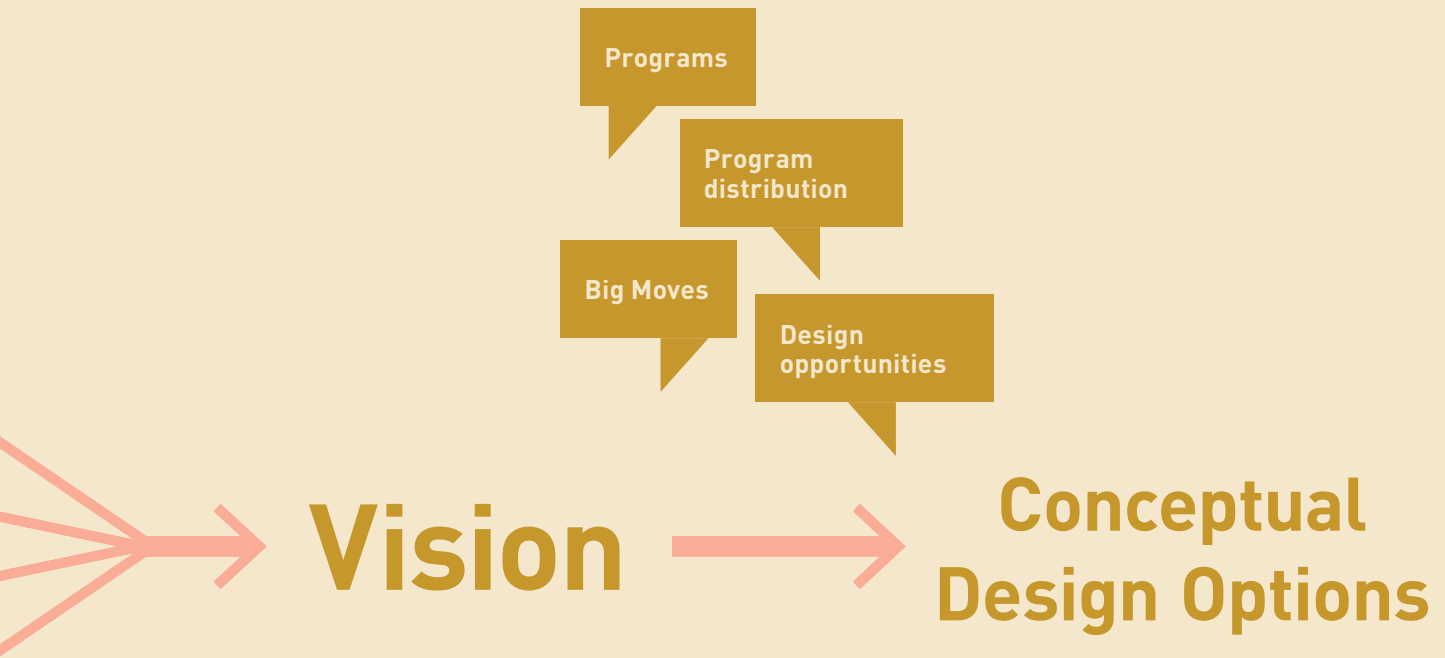 Programs
Program
distribution
Big Moves
Design
opportunities
Vision
Conceptual
Design Options